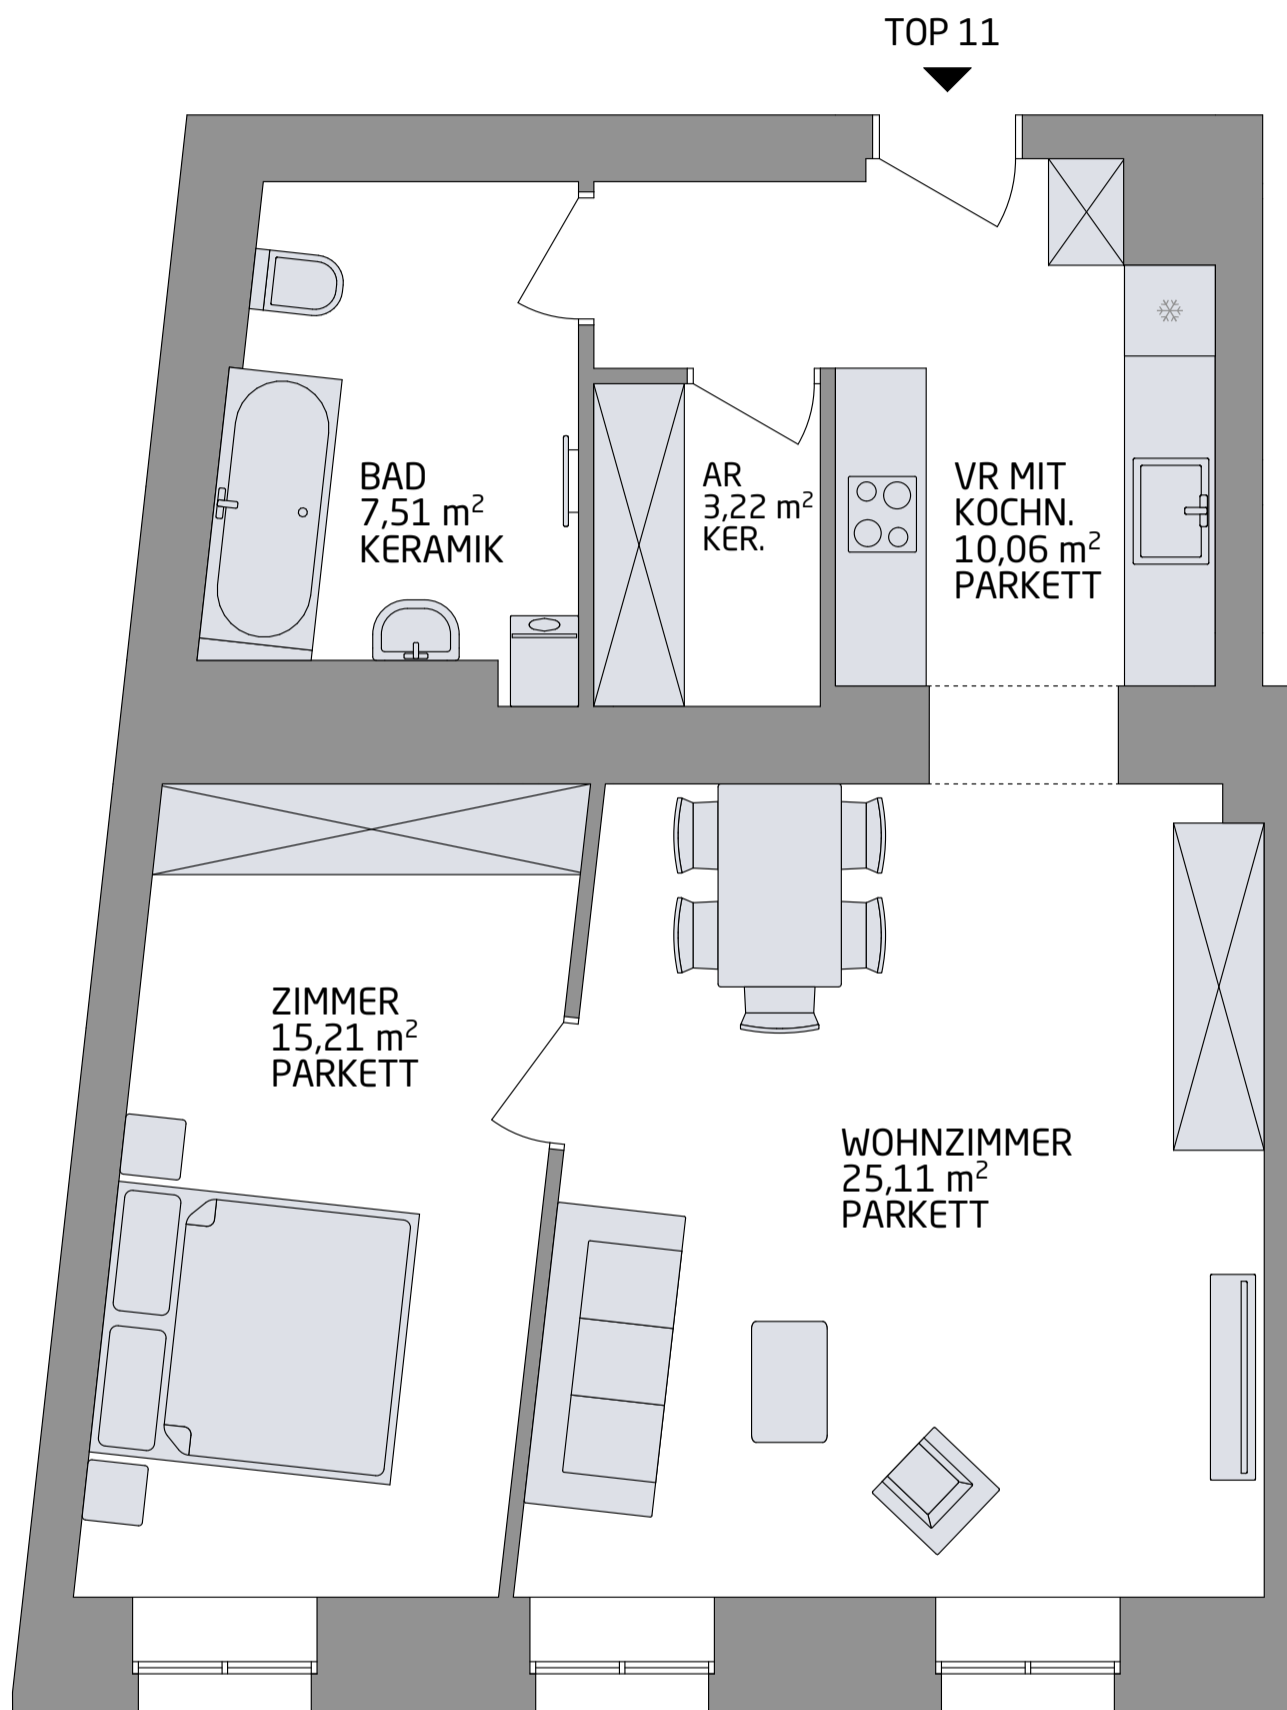 TOP 11
BAD
7,51 m²
KERAMIK
AR
3,22 m²
KER.
VR MIT
KOCHN.
10,06 m²
PARKETT
ZIMMER
15,21 m²
PARKETT
WOHNZIMMER
25,11 m²
PARKETT